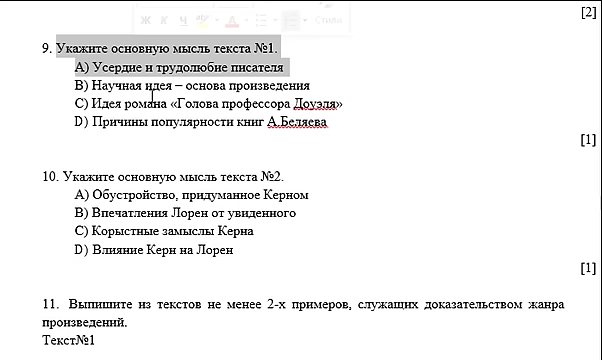 Ж К Ч Стили
[2]
9. Укажите основную мысль текста №1.
А) Усердие и трудолюбие писателя
В) Научная идея – основа произведения
С) Идея романа «Голова профессора Доуэля»
D) Причины популярности книг А.Беляева
[1]
10. Укажите основную мысль текста №2.
А) Обустройство, придуманное Керном
В) Впечатления Лорен от увиденного
С) Корыстные замыслы Керна
D) Влияние Керн на Лорен
[1]
11. Выпишите из текстов не менее 2-х примеров, служащих доказательством жанра
произведений.
Текст№1